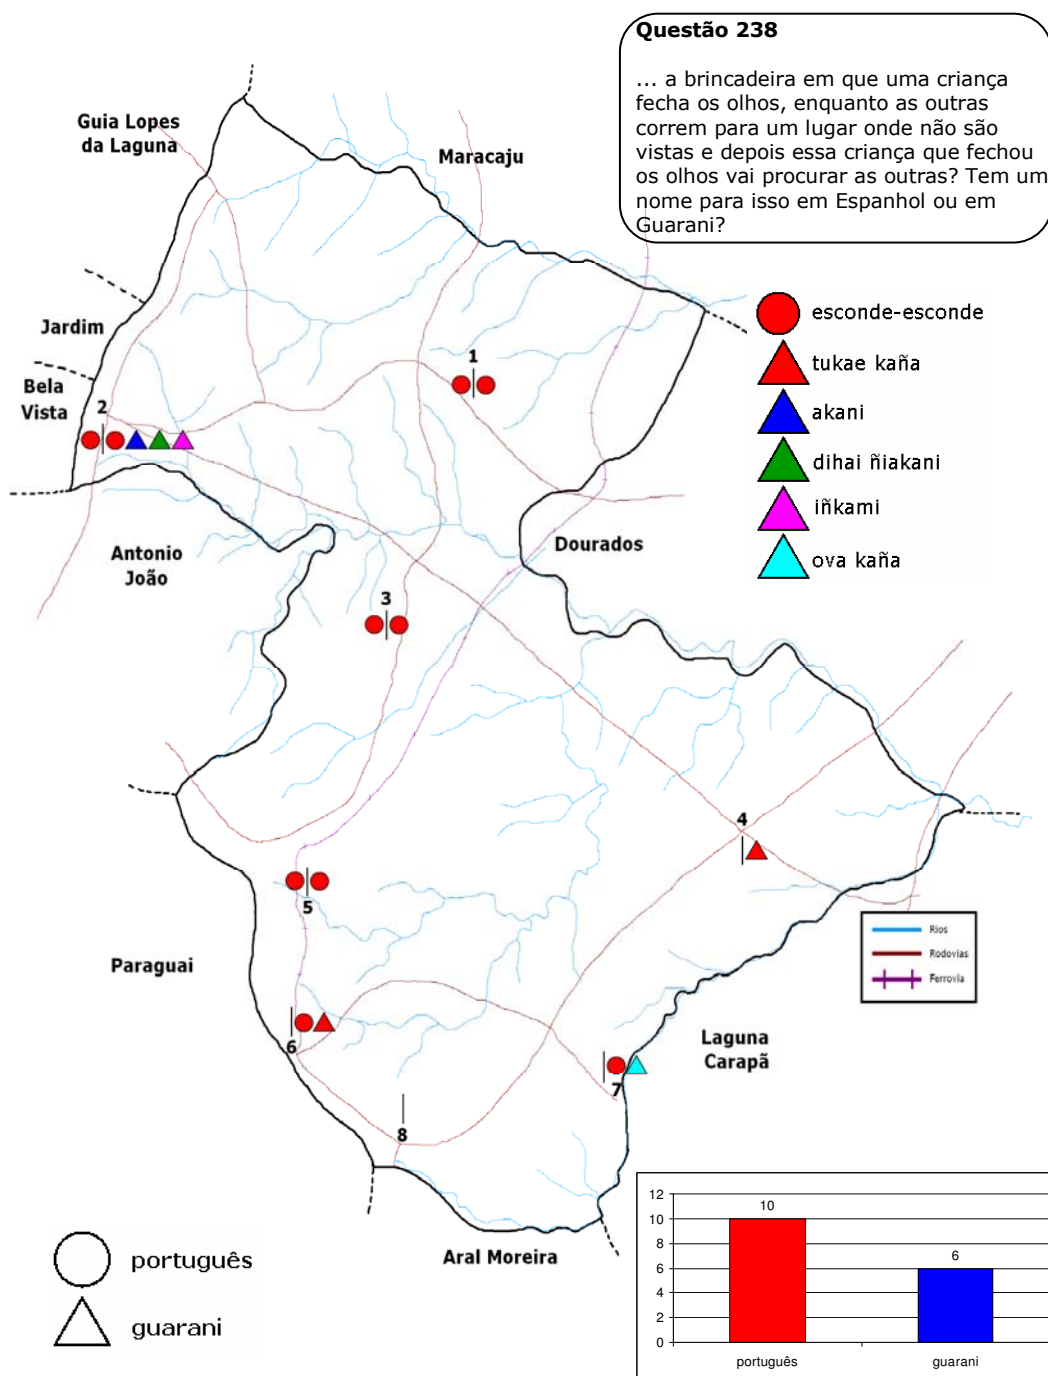 Questão 238
... a brincadeira em que uma criança
fecha os olhos, enquanto as outras
correm para um lugar onde não são
vistas e depois essa criança que fechou
os olhos vai procurar as outras? Tem um
nome para isso em Espanhol ou em
Guarani?
Guia Lopes
da Laguna
Maracaju
Jardim
Bela
Vista
1
2
esconde-esconde
tukae kaña
akani
dihai ñiakani
iñkami
ova kaña
Antonio
João
Dourados
3
4
5
Paraguai
Rios
Rodovias
Ferrovia
6
Laguna
Carapã
7
8
Aral Moreira
português
guarani
12
10
8
6
4
2
0
10
6
português
guarani